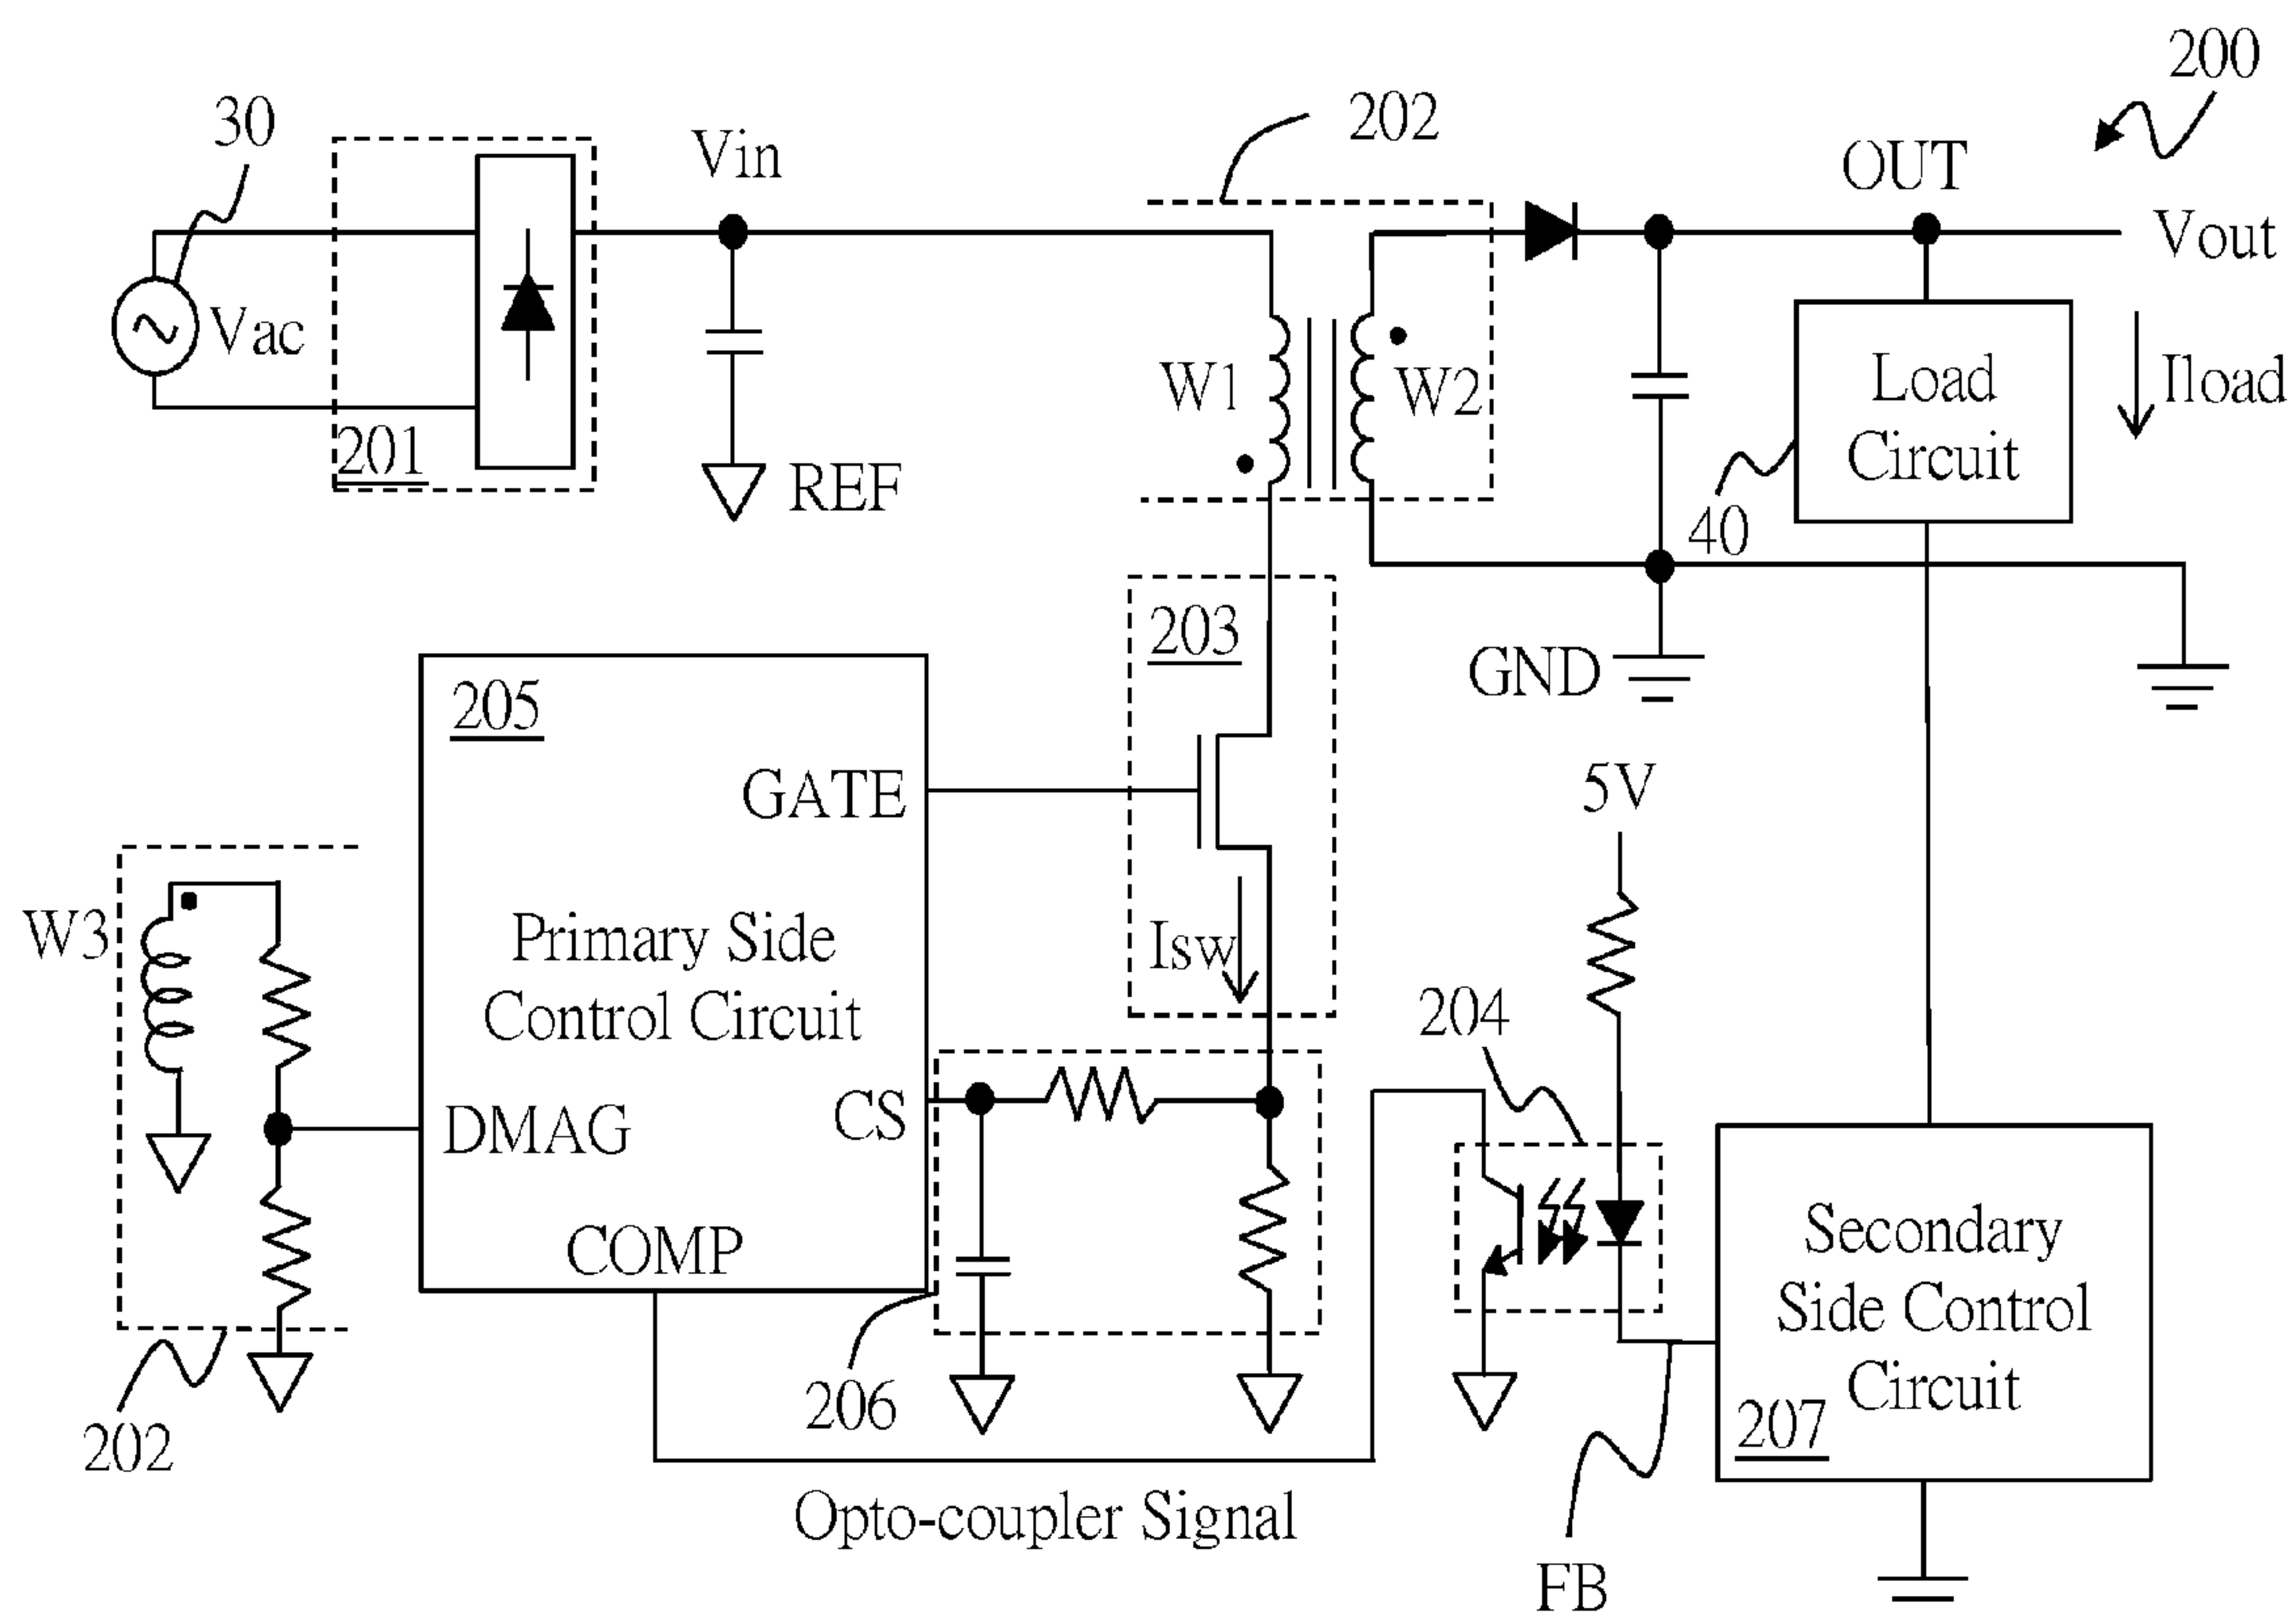 200
30
202
Vin
OUT
Vout
Vac
W1
W2
Load
Circuit
Iload
201
REF
40
203
GND
205
GATE
5V
W3
Primary Side
Control Circuit
Isw
204
DMAG
CS
COMP
Secondary
Side Control
Circuit
206
207
202
Opto-coupler Signal
FB